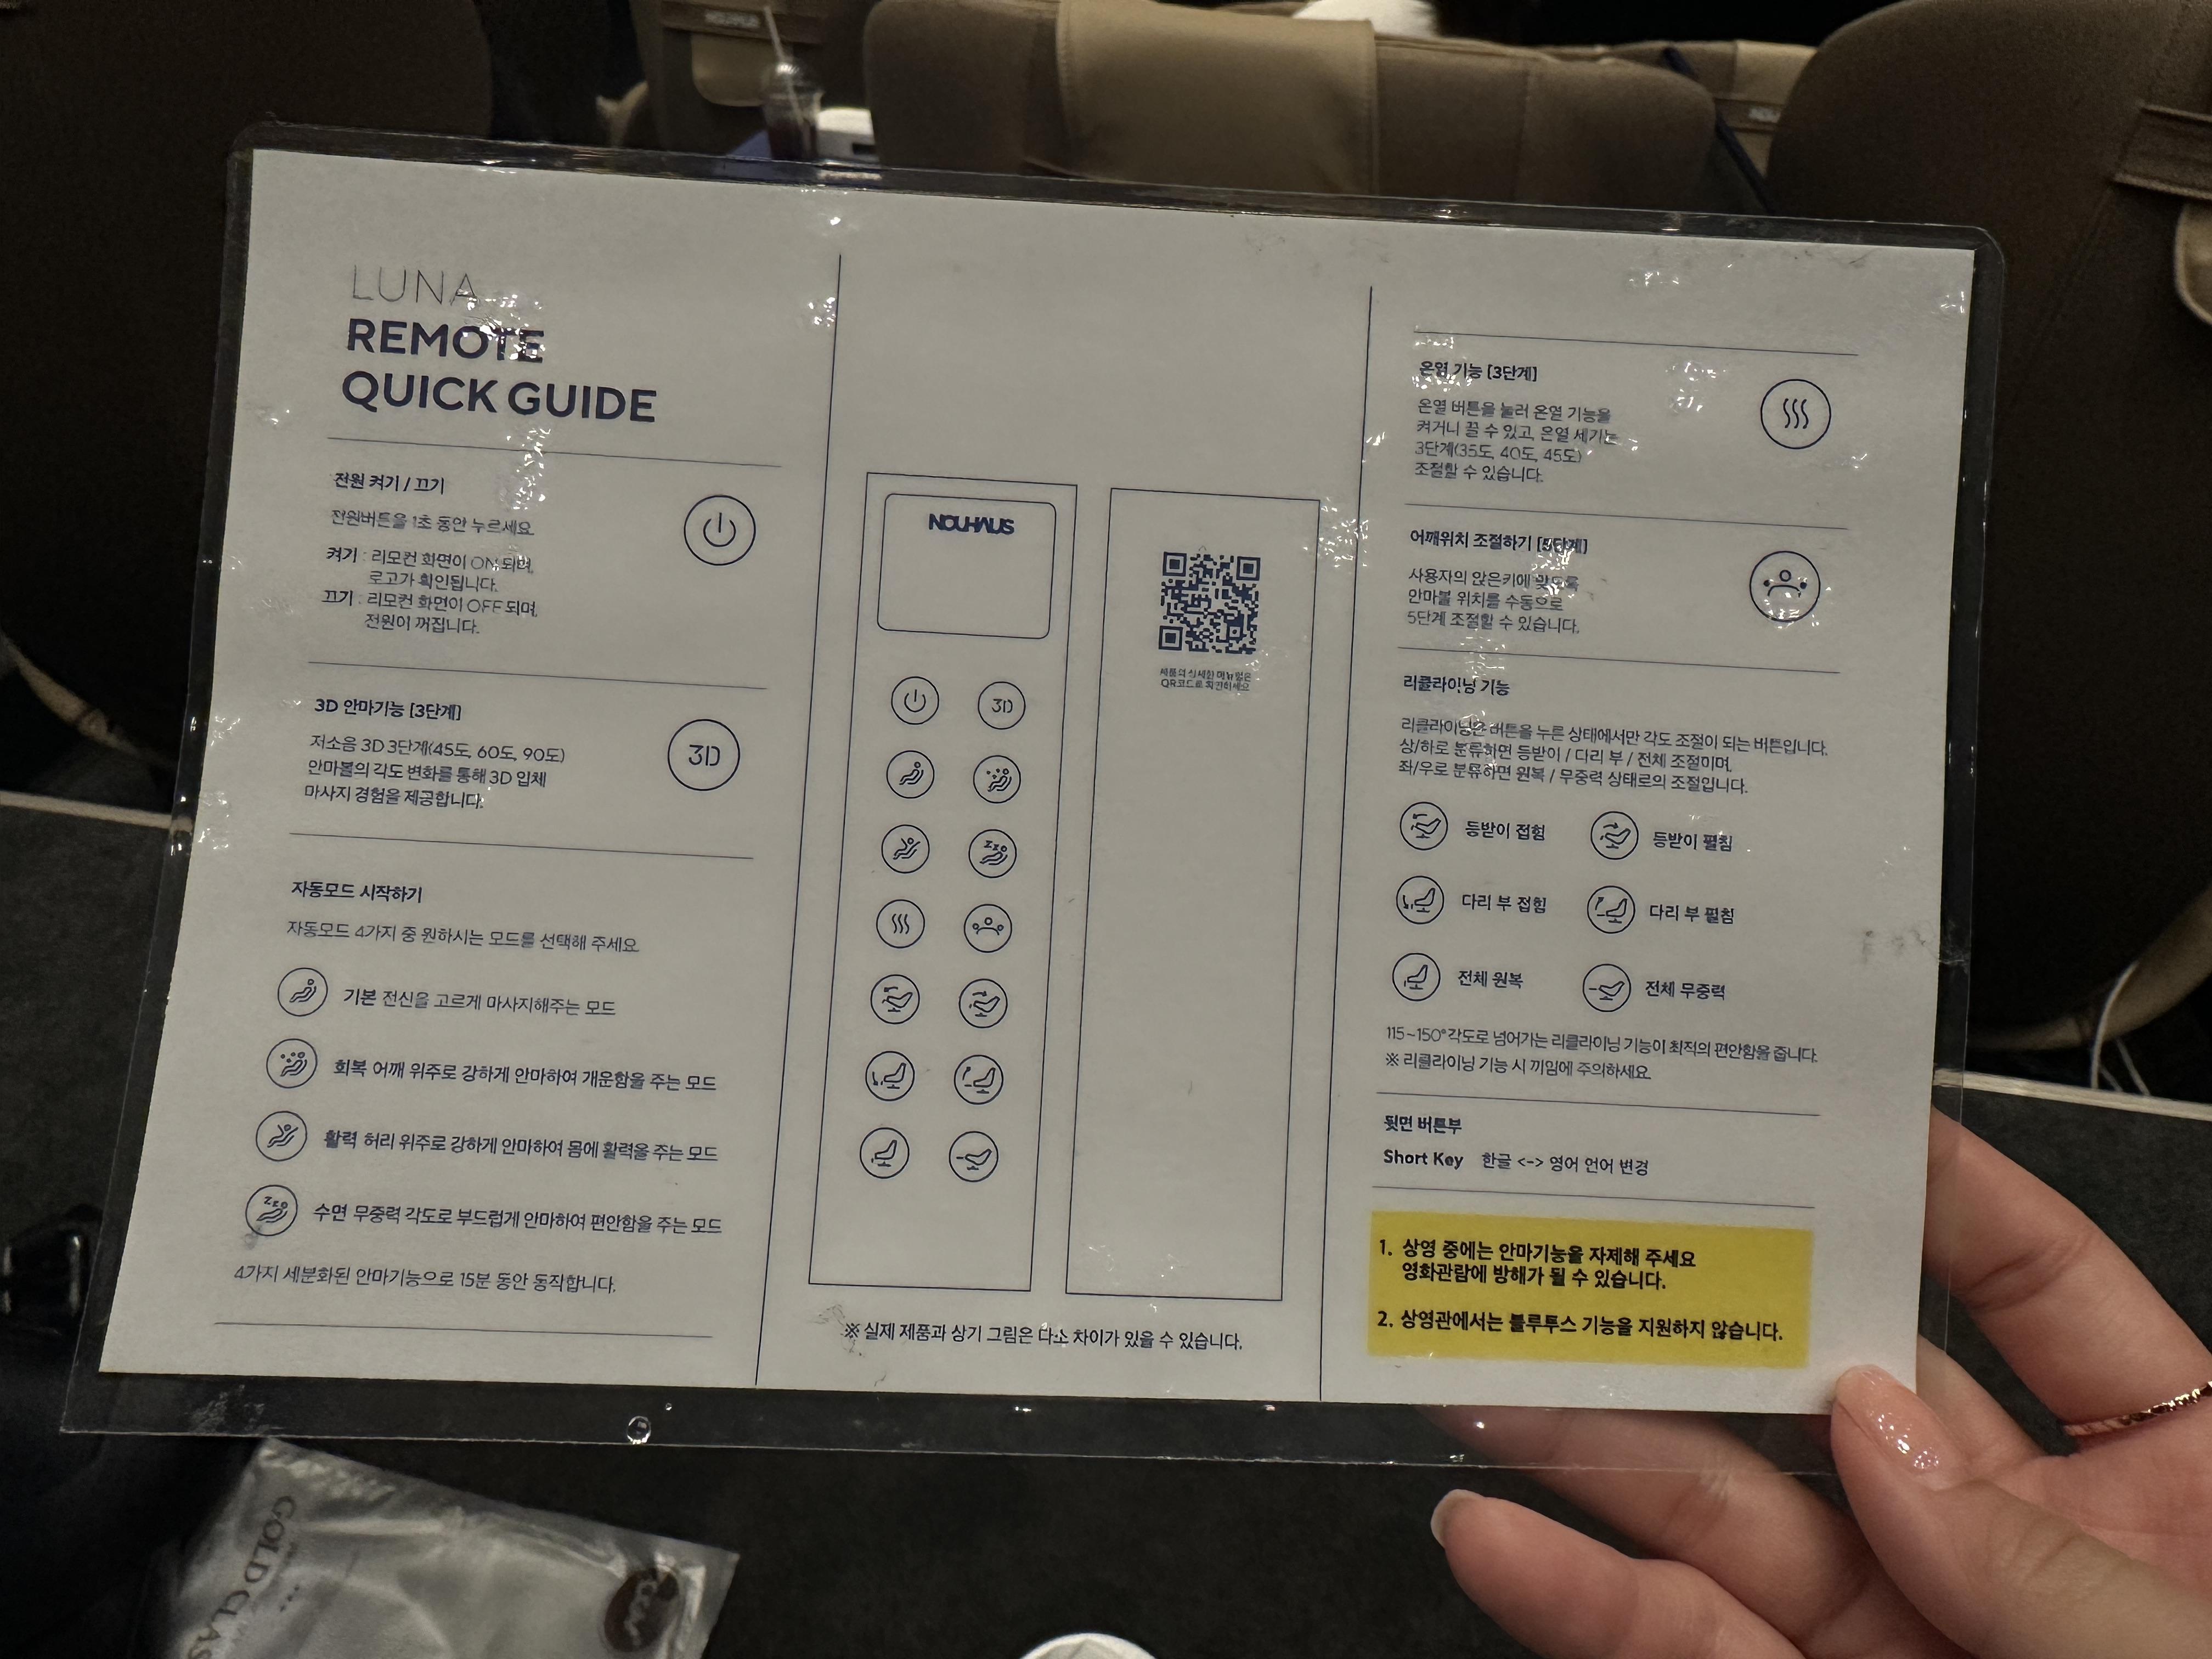 LUNA
REMOTE
QUICK GUIDE
전원 켜기 / 끄기
전원버튼을 1초 동안 누르세요.
켜기 : 리모컨 화면이 ON 되며,
로고가 확인됩니다.
끄기 : 리모컨 화면이 OFF 되며,
전원이 꺼집니다.
3D 안마기능 [3단계]
저소음 3D 3단계(45도, 60도, 90도)
안마볼의 각도 변화를 통해 3D 입체
마사지 경험을 제공합니다.
3D
자동모드 시작하기
자동모드 4가지 중 원하시는 모드를 선택해 주세요.
기본 전신을 고르게 마사지해주는 모드
회복 어깨 위주로 강하게 안마하여 개운함을 주는 모드
활력 허리 위주로 강하게 안마하여 몸에 활력을 주는 모드
수면 무중력 각도로 부드럽게 안마하여 편안함을 주는 모드
4가지 세분화된 안마기능으로 15분 동안 동작합니다.
NOUHAUS
3D
제품의 상세한 매뉴얼은
QR코드로 확인하세요
※ 실제 제품과 상기 그림은 다소 차이가 있을 수 있습니다.
온열 기능 [3단계]
온열 버튼을 눌러 온열 기능을
켜거니 끌 수 있고, 온열 세기는
3단계(35도, 40도, 45도)
조절할 수 있습니다.
어깨위치 조절하기 [5단계]
사용자의 앉은키에 맞도록
안마볼 위치를 수동으로
5단계 조절할 수 있습니다.
리클라이닝 기능
리클라이닝은 버튼을 누른 상태에서만 각도 조절이 되는 버튼입니다.
상/하로 분류하면 등받이 / 다리 부 / 전체 조절이며,
좌/우로 분류하면 원복 / 무중력 상태로의 조절입니다.
등받이 접힘 등받이 펼침
다리 부 접힘 다리 부 펼침
전체 원복 전체 무중력
115~150° 각도로 넘어가는 리클라이닝 기능이 최적의 편안함을 줍니다.
※ 리클라이닝 기능 시 끼임에 주의하세요.
뒷면 버튼부
Short Key 한글 <-> 영어 언어 변경
1. 상영 중에는 안마기능을 자제해 주세요
영화관람에 방해가 될 수 있습니다.
2. 상영관에서는 블루투스 기능을 지원하지 않습니다.
GOLD CLAS